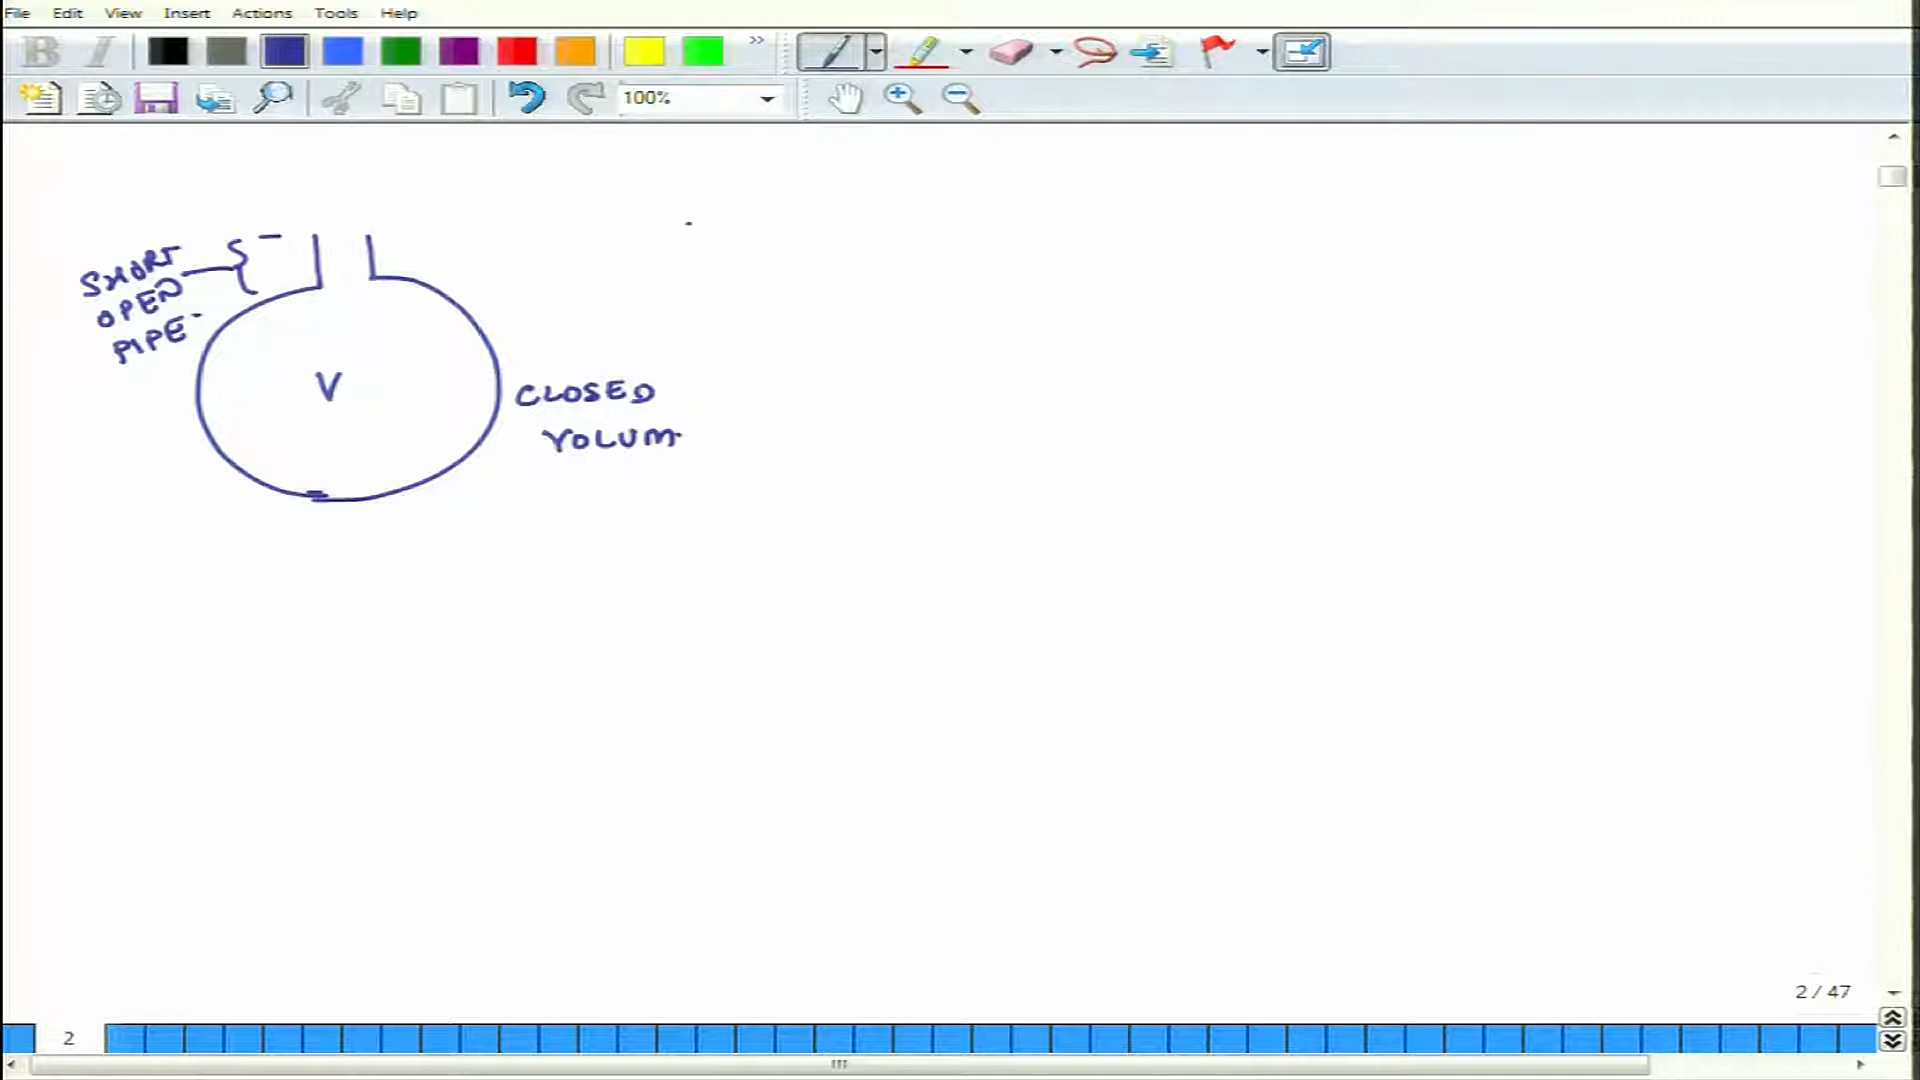 File Edit View Insert Actions Tools Help
B I
100%
SHORT
OPEN
PIPE
V
CLOSED
VOLUM
2 / 47
2